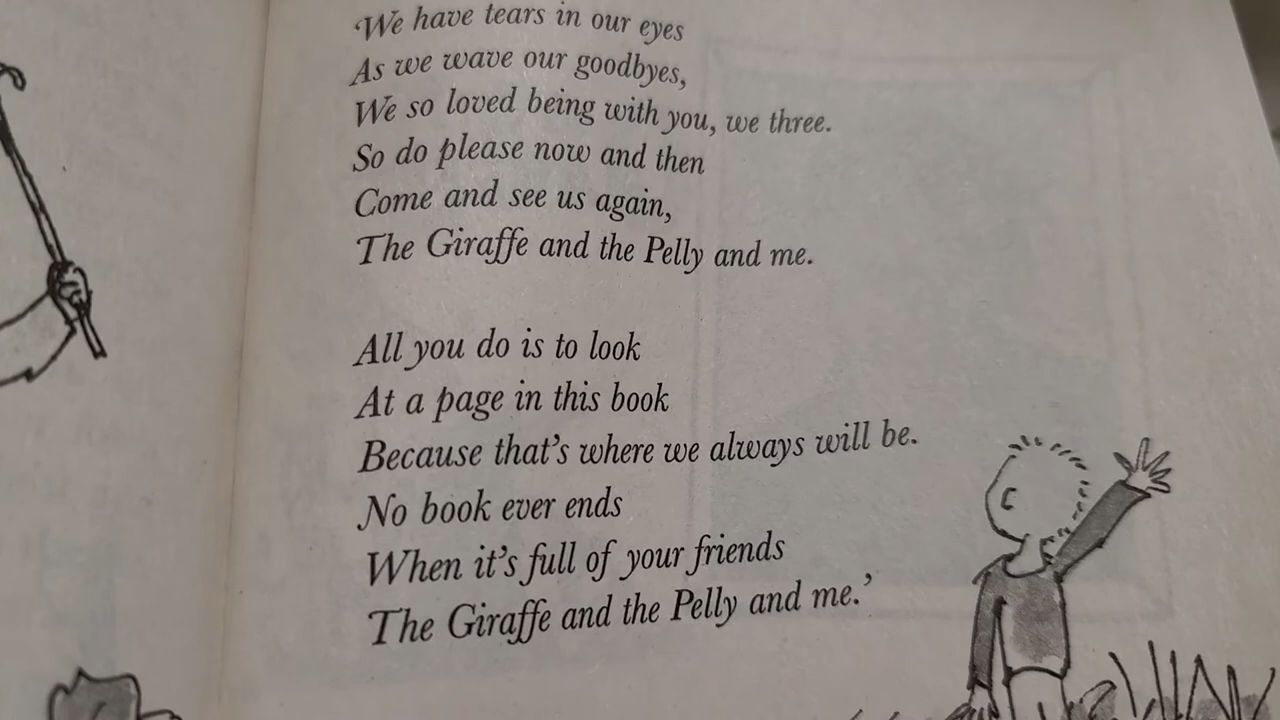 ‘We have tears in our eyes
As we wave our goodbyes,
We so loved being with you, we three.
So do please now and then
Come and see us again,
The Giraffe and the Pelly and me.
All you do is to look
At a page in this book
Because that’s where we always will be.
No book ever ends
When it’s full of your friends
The Giraffe and the Pelly and me.’